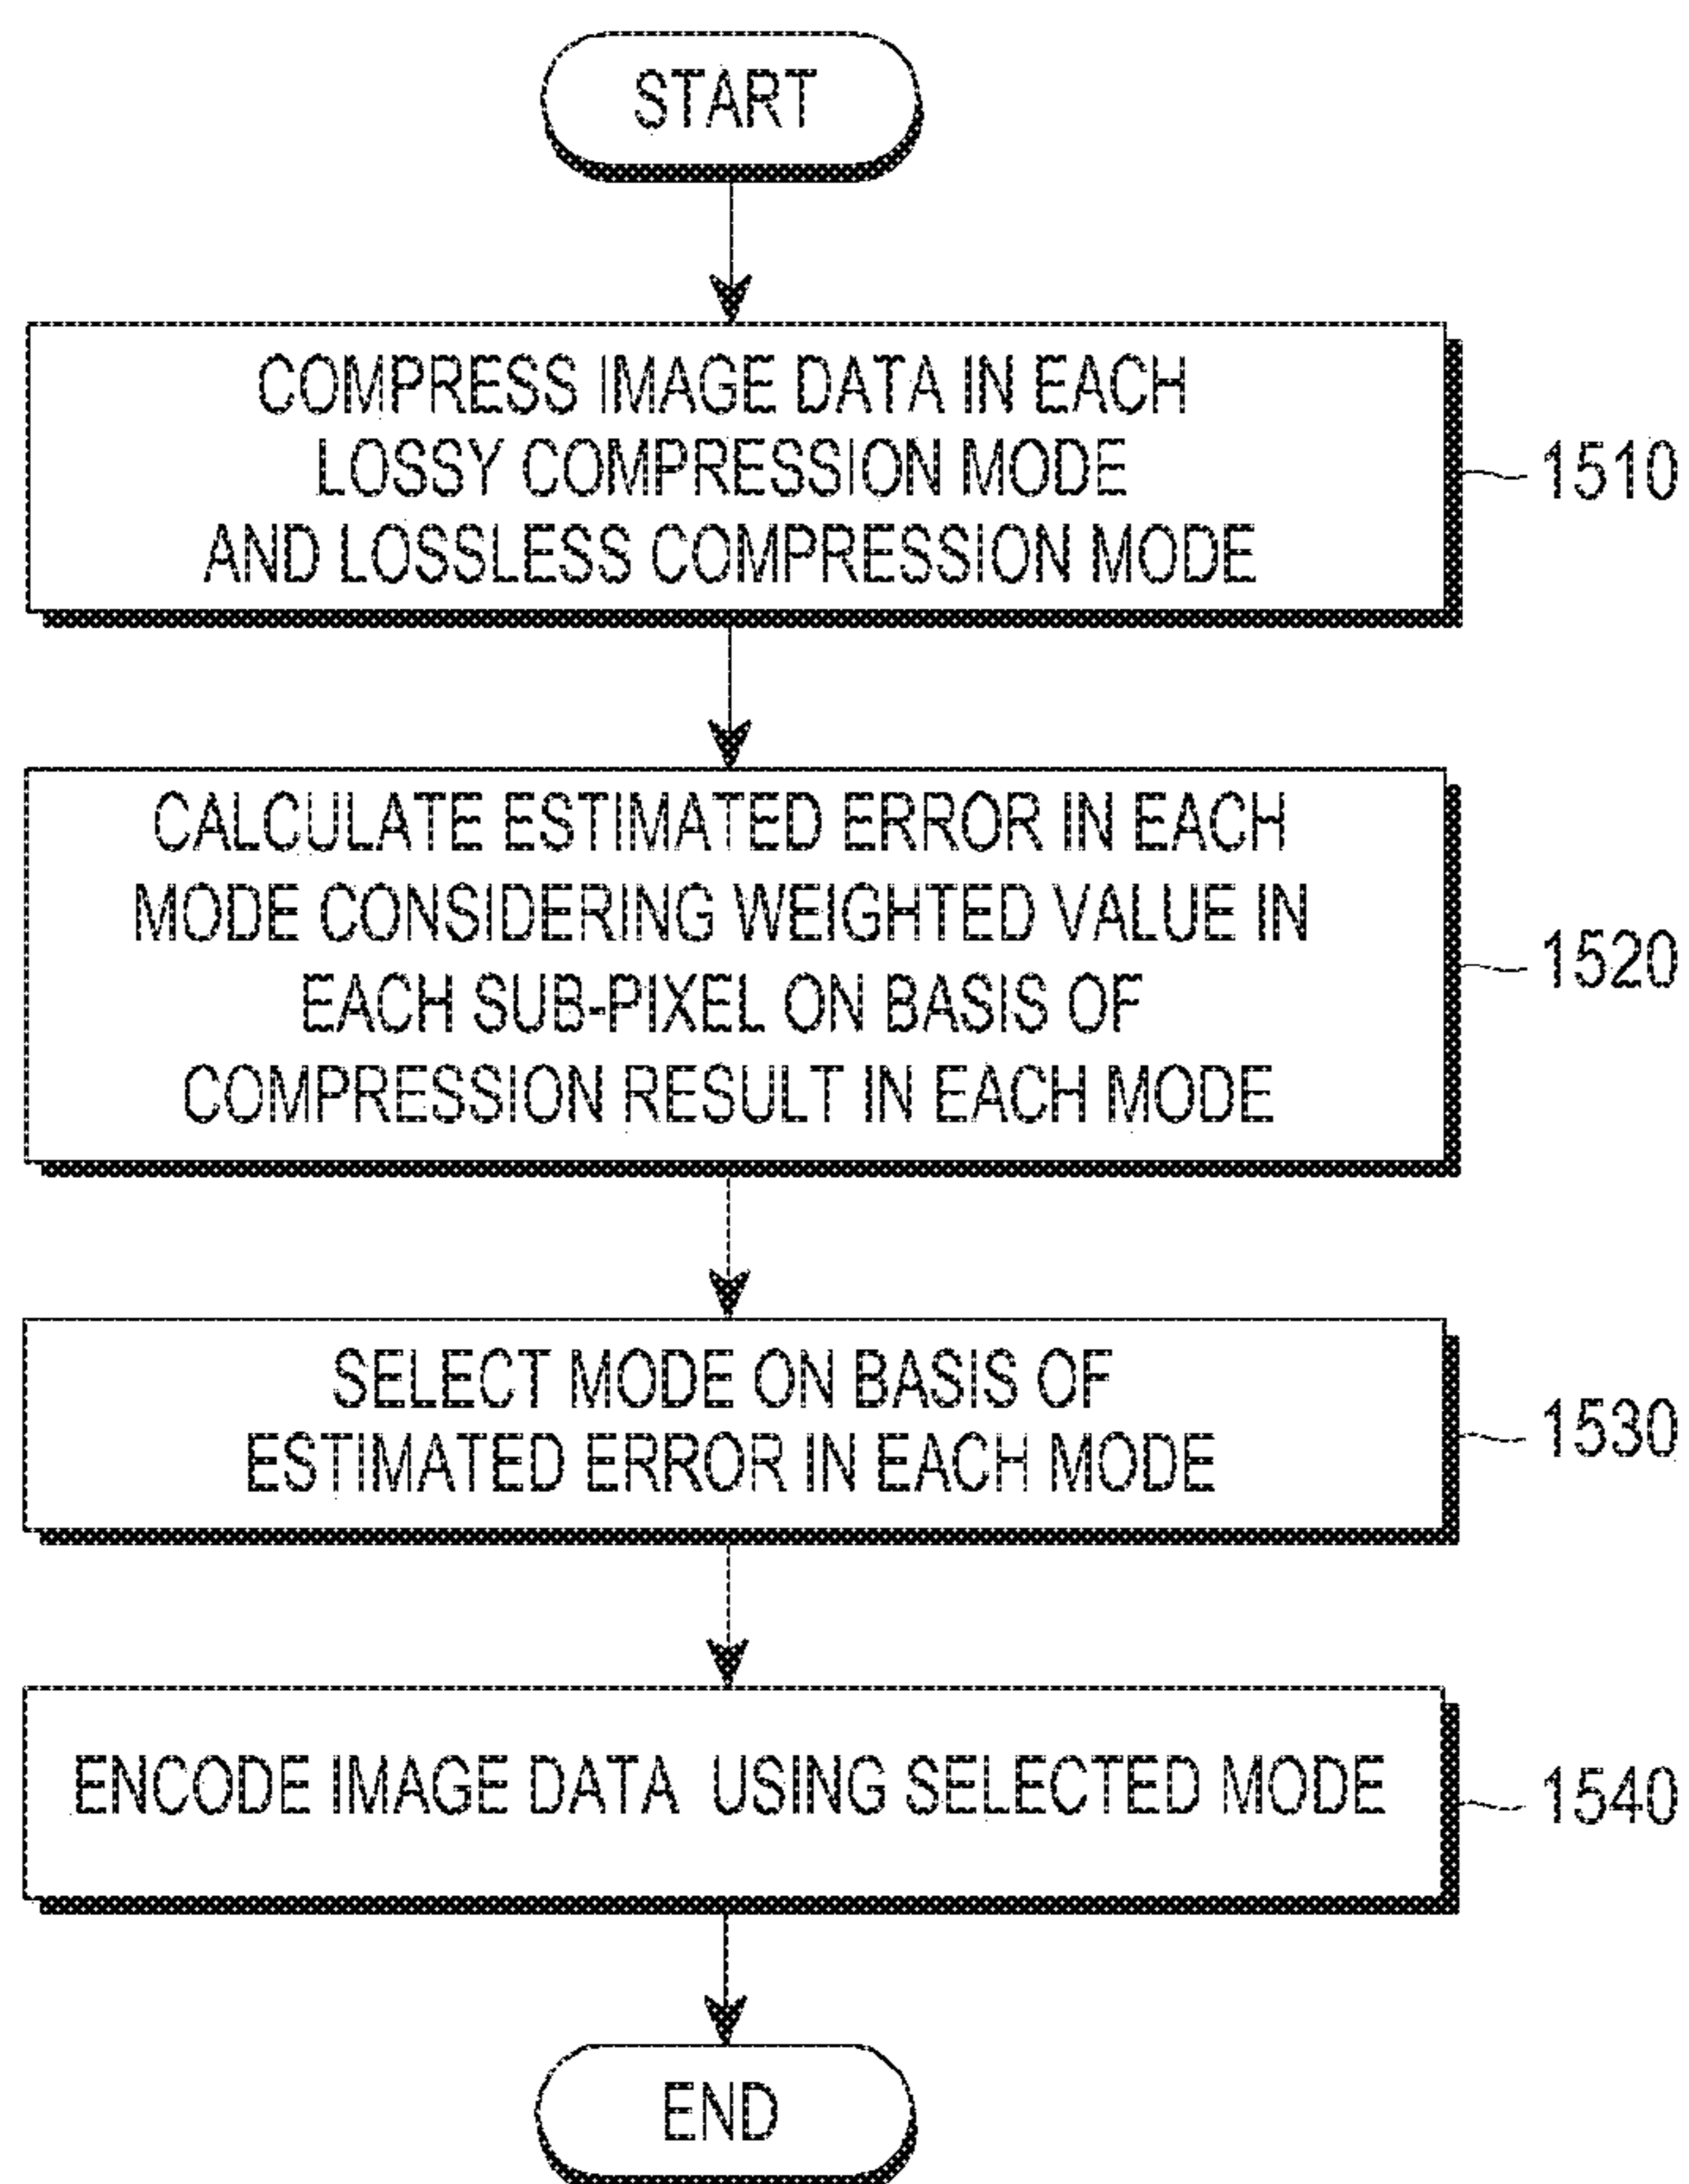 START
COMPRESS IMAGE DATA IN EACH
LOSSY COMPRESSION MODE
AND LOSSLESS COMPRESSION MODE
1510
CALCULATE ESTIMATED ERROR IN EACH
MODE CONSIDERING WEIGHTED VALUE IN
EACH SUB-PIXEL ON BASIS OF
COMPRESSION RESULT IN EACH MODE
1520
SELECT MODE ON BASIS OF
ESTIMATED ERROR IN EACH MODE
1530
ENCODE IMAGE DATA USING SELECTED MODE
1540
END